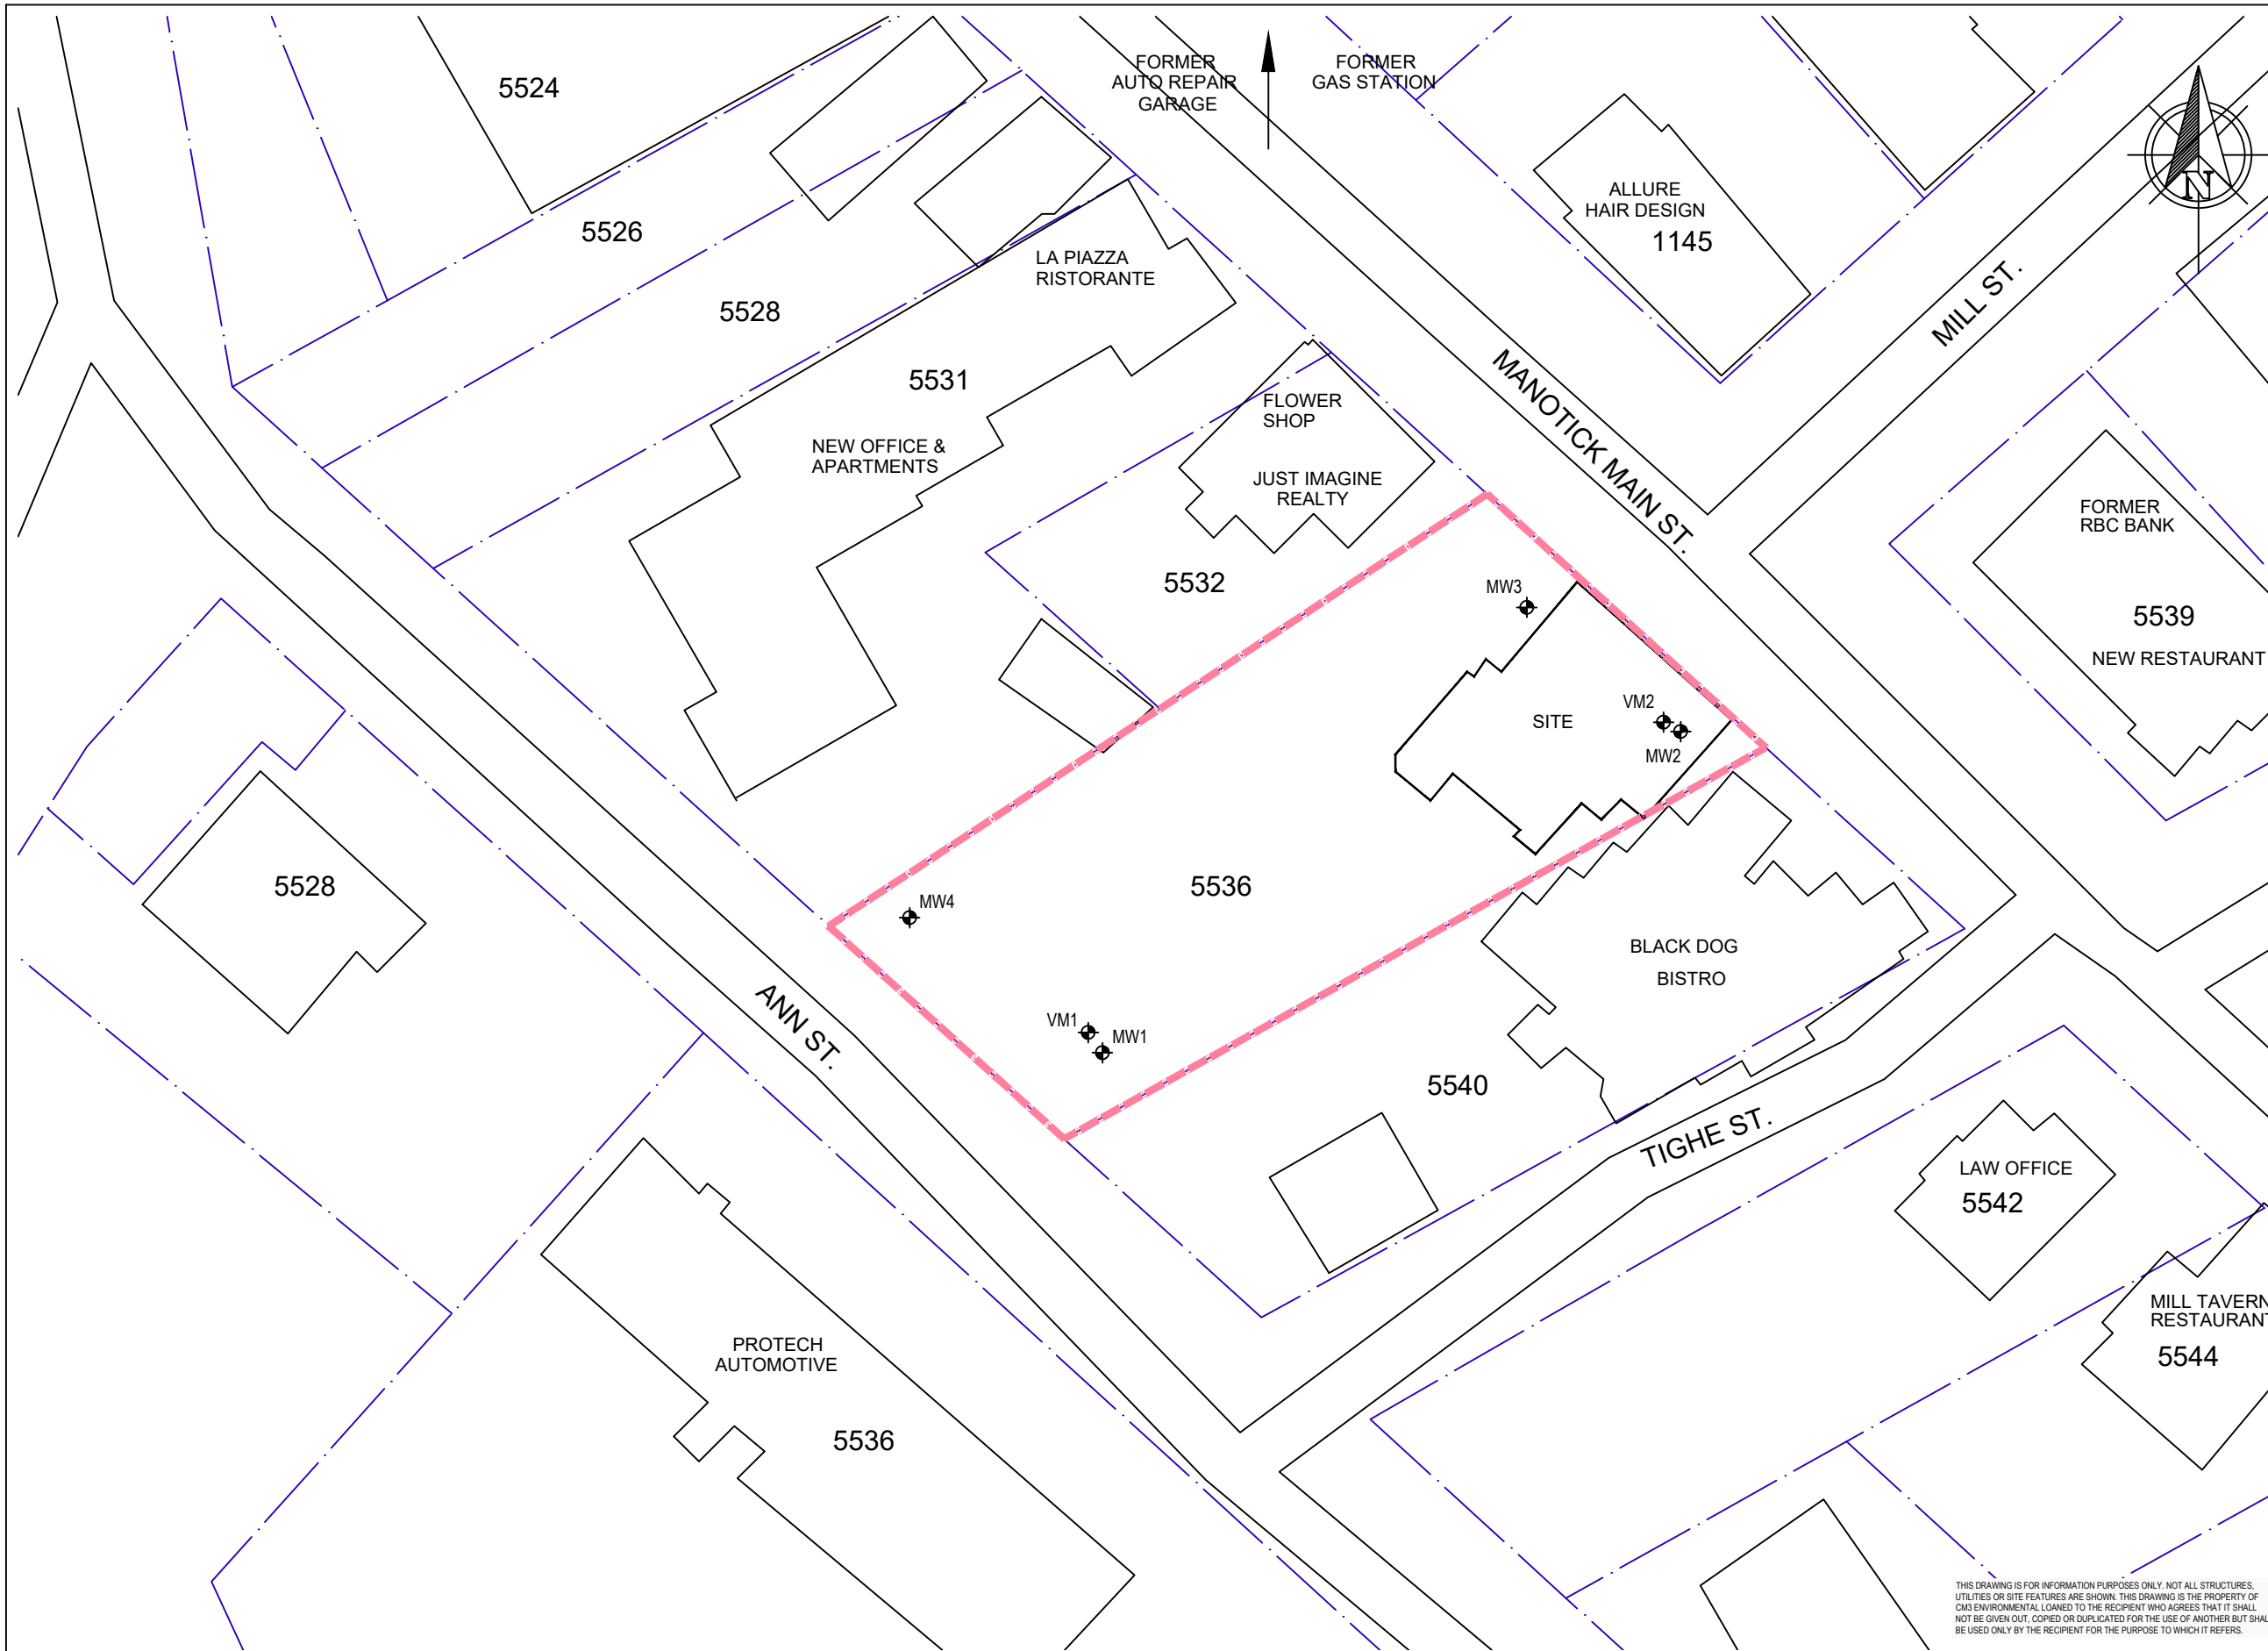 FORMER
AUTO REPAIR
GARAGE
FORMER
GAS STATION
5524
5526
5528
LA PIAZZA
RISTORANTE
ALLURE
HAIR DESIGN
1145
N
MILL ST.
MANOTICK MAIN ST.
5531
NEW OFFICE &
APARTMENTS
FLOWER
SHOP
JUST IMAGINE
REALTY
5532
FORMER
RBC BANK
5539
NEW RESTAURANT
MW3
VM2
SITE
MW2
5528
MW4
5536
BLACK DOG
BISTRO
ANN ST.
VM1
MW1
5540
TIGHE ST.
LAW OFFICE
5542
MILL TAVERN
RESTAURANT
5544
PROTECH
AUTOMOTIVE
5536
THIS DRAWING IS FOR INFORMATION PURPOSES ONLY. NOT ALL STRUCTURES,
UTILITIES OR SITE FEATURES ARE SHOWN. THIS DRAWING IS THE PROPERTY OF
CM3 ENVIRONMENTAL LOANED TO THE RECIPIENT WHO AGREES THAT IT SHALL
NOT BE GIVEN OUT, COPIED OR DUPLICATED FOR THE USE OF ANOTHER BUT SHAL
BE USED ONLY BY THE RECIPIENT FOR THE PURPOSE TO WHICH IT REFERS.